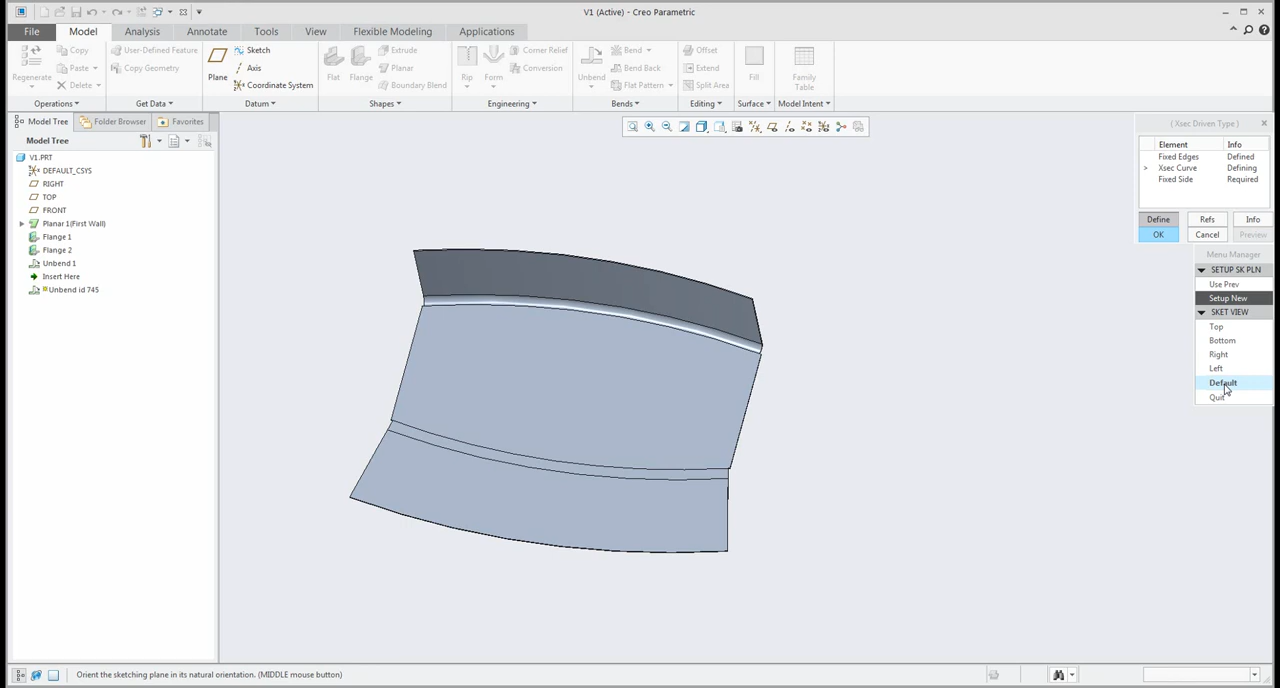 V1 (Active) - Creo Parametric
File Model Analysis Annotate Tools View Flexible Modeling Applications
Regenerate
Copy
Paste
Delete
Operations
User-Defined Feature
Copy Geometry
Get Data
Plane
Sketch
Axis
Coordinate System
Datum
Flat
Flange
Extrude
Planar
Boundary Blend
Shapes
Rip
Form
Corner Relief
Conversion
Engineering
Unbend
Bend
Bend Back
Flat Pattern
Bends
Offset
Extend
Split Area
Editing
Fill
Surface
Family
Table
Model Intent
Model Tree Folder Browser Favorites
Model Tree
V1.PRT
DEFAULT_CSYS
RIGHT
TOP
FRONT
Planar 1(First Wall)
Flange 1
Flange 2
Unbend 1
Insert Here
Unbend id 745
( Xsec Driven Type )
Element Info
Fixed Edges Defined
> Xsec Curve Defining
Fixed Side Required
Define Refs Info
OK Cancel Preview
Menu Manager
SETUP SK PLN
Use Prev
Setup New
SKET VIEW
Top
Bottom
Right
Left
Default
Quit
Orient the sketching plane in its natural orientation. (MIDDLE mouse button)